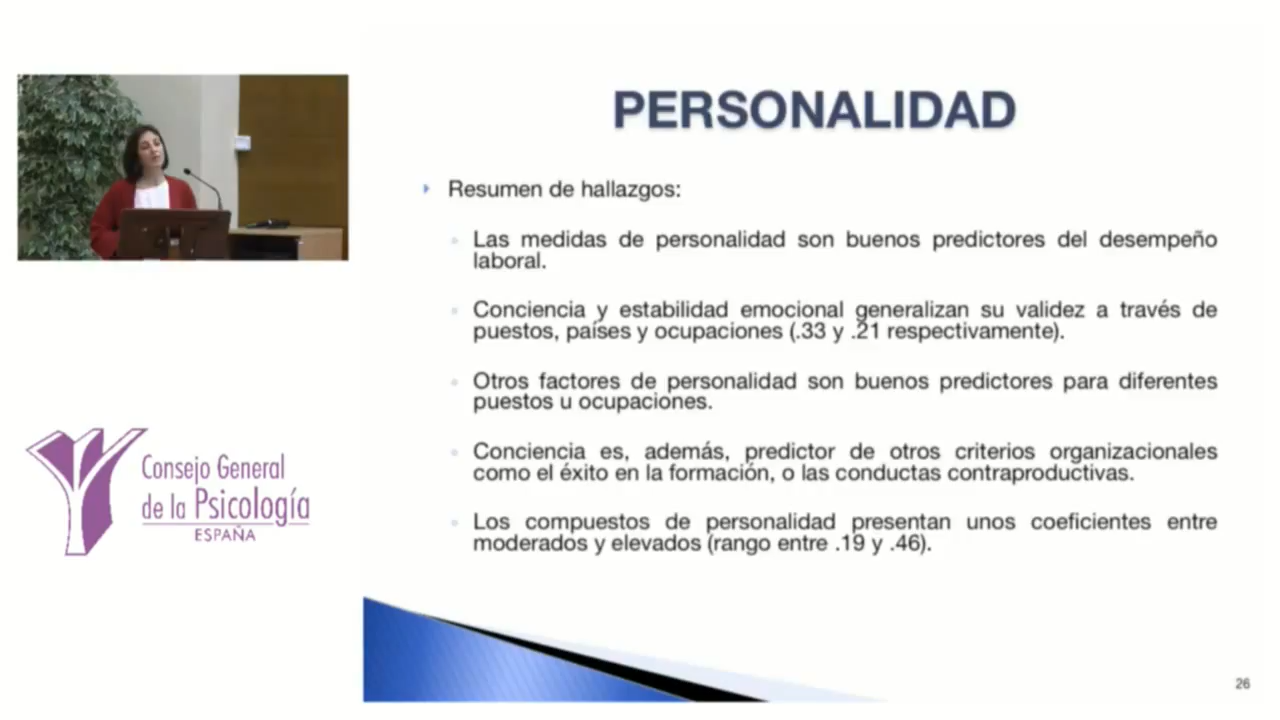 PERSONALIDAD
Resumen de hallazgos:
Las medidas de personalidad son buenos predictores del desempeño
laboral.
Conciencia y estabilidad emocional generalizan su validez a través de
puestos, países y ocupaciones (.33 y .21 respectivamente).
Otros factores de personalidad son buenos predictores para diferentes
puestos u ocupaciones.
Conciencia es, además, predictor de otros criterios organizacionales
como el éxito en la formación, o las conductas contraproductivas.
Los compuestos de personalidad presentan unos coeficientes entre
moderados y elevados (rango entre .19 y .46).
Consejo General
de la Psicología
ESPAÑA
26